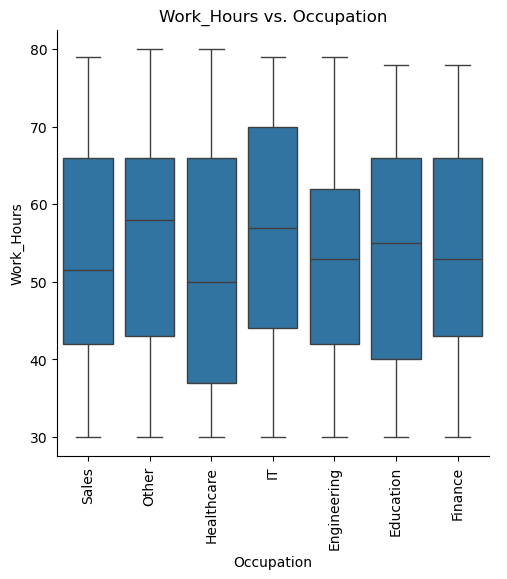 Work_Hours vs. Occupation
Work_Hours
80
70
60
50
40
30
Sales
Other
Healthcare
IT
Engineering
Education
Finance
Occupation